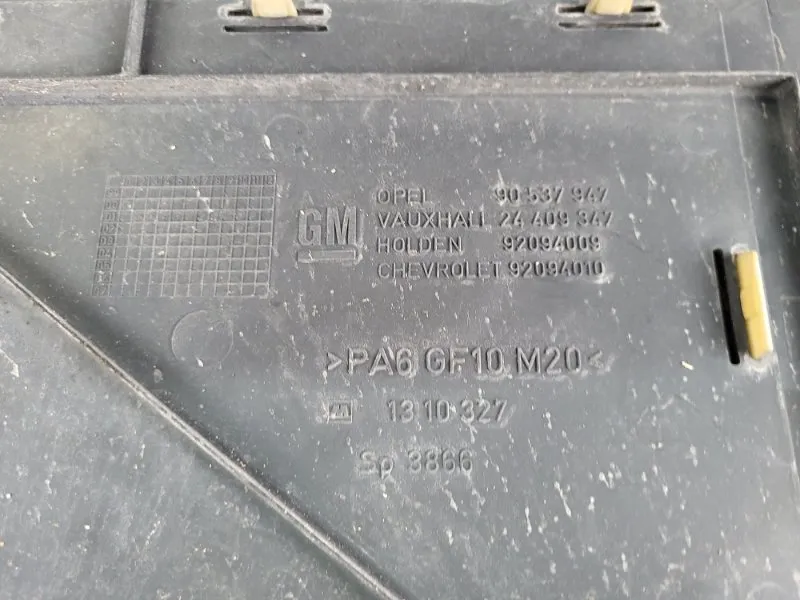 GM
OPEL 90 537 947
VAUXHALL 24 409 347
HOLDEN 92094009
CHEVROLET 92094010
>PA6 GF10 M20<
13 10 327
Sp 3866